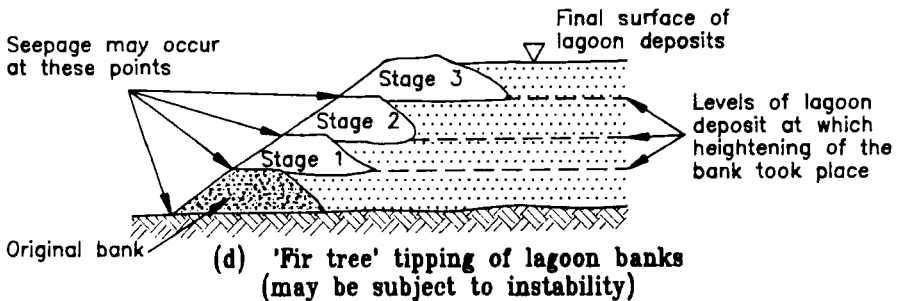 Final surface of
lagoon deposits
Seepage may occur
at these points
Stage 3
Stage 2
Stage 1
Levels of lagoon
deposit at which
heightening of the
bank took place
Original bank
(d) 'Fir tree' tipping of lagoon banks
(may be subject to instability)